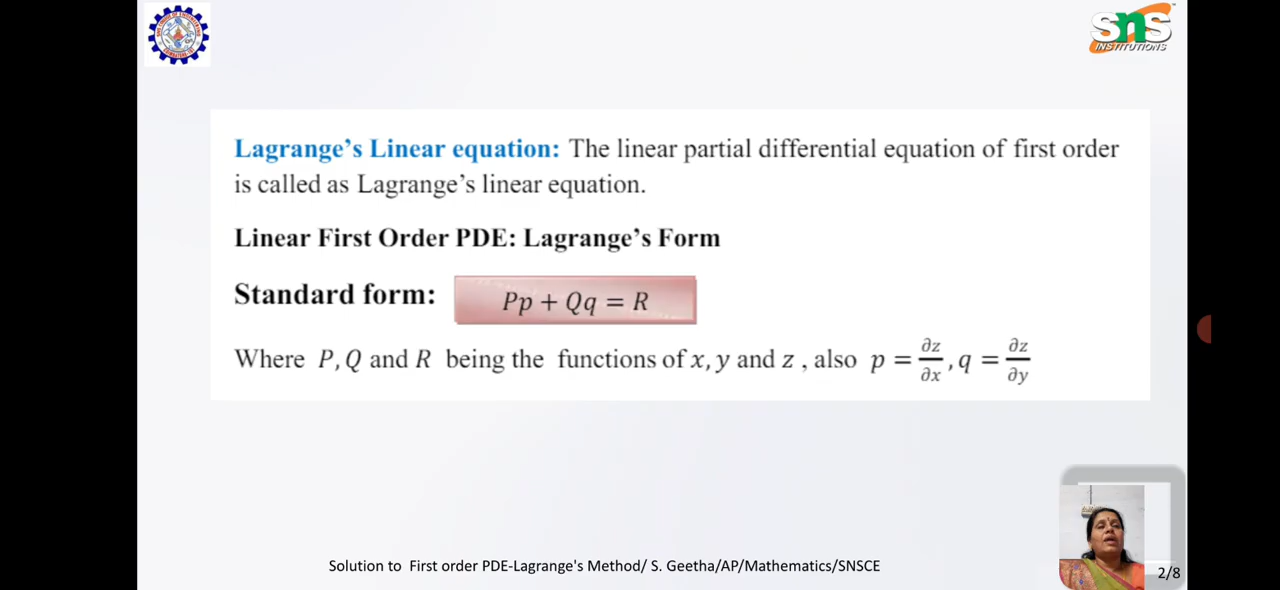 SNS
INSTITUTIONS
Lagrange's Linear equation: The linear partial differential equation of first order
is called as Lagrange's linear equation.
Linear First Order PDE: Lagrange's Form
Standard form: Pp + Qq = R
Where P, Q and R being the functions of x, y and z , also p = ∂z/∂x , q = ∂z/∂y
Solution to First order PDE-Lagrange's Method/ S. Geetha/AP/Mathematics/SNSCE
2/8